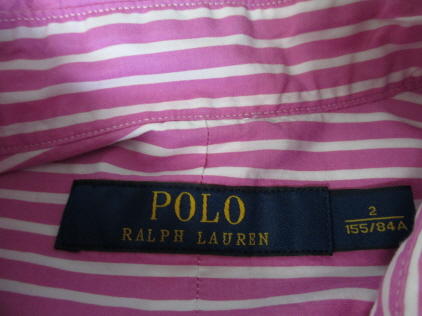 POLO
RALPH LAUREN
2
155/84A